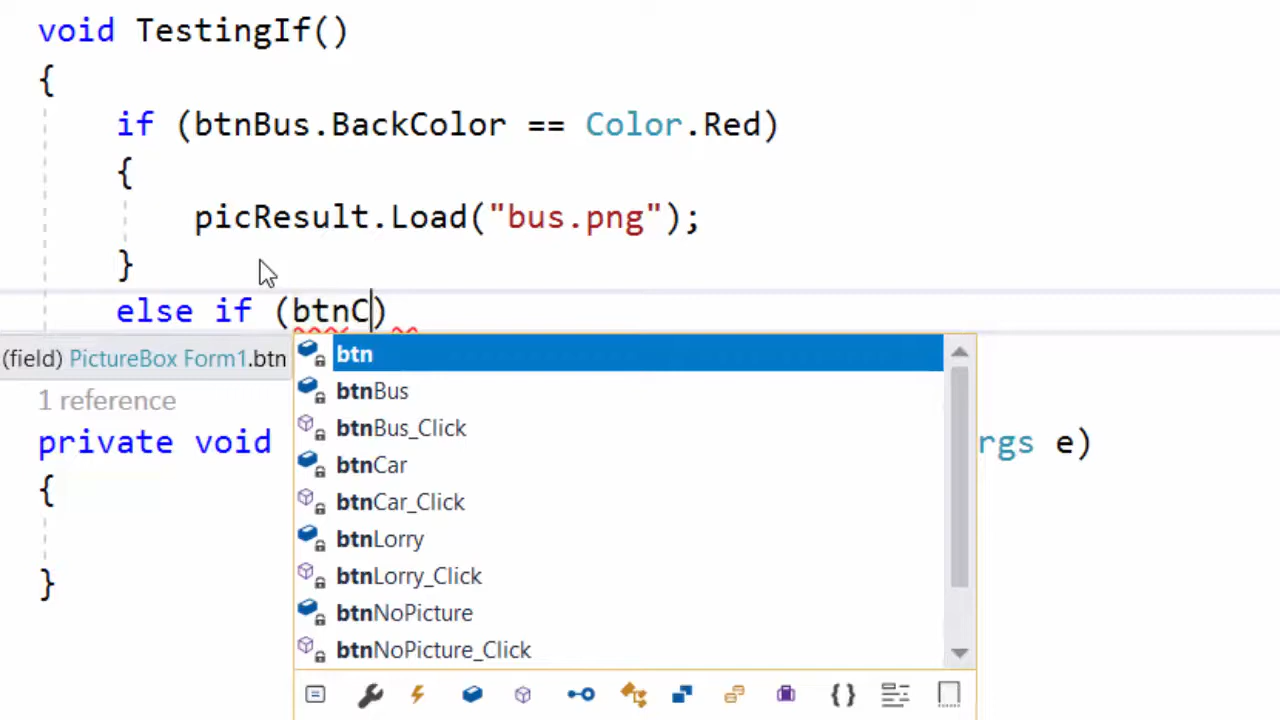 void TestingIf()
{
if (btnBus.BackColor == Color.Red)
{
picResult.Load("bus.png");
}
else if (btnC)
(field) PictureBox Form1.btn
btn
btnBus
btnBus_Click
btnCar
btnCar_Click
btnLorry
btnLorry_Click
btnNoPicture
btnNoPicture_Click
1 reference
private void rgs e)
{
}